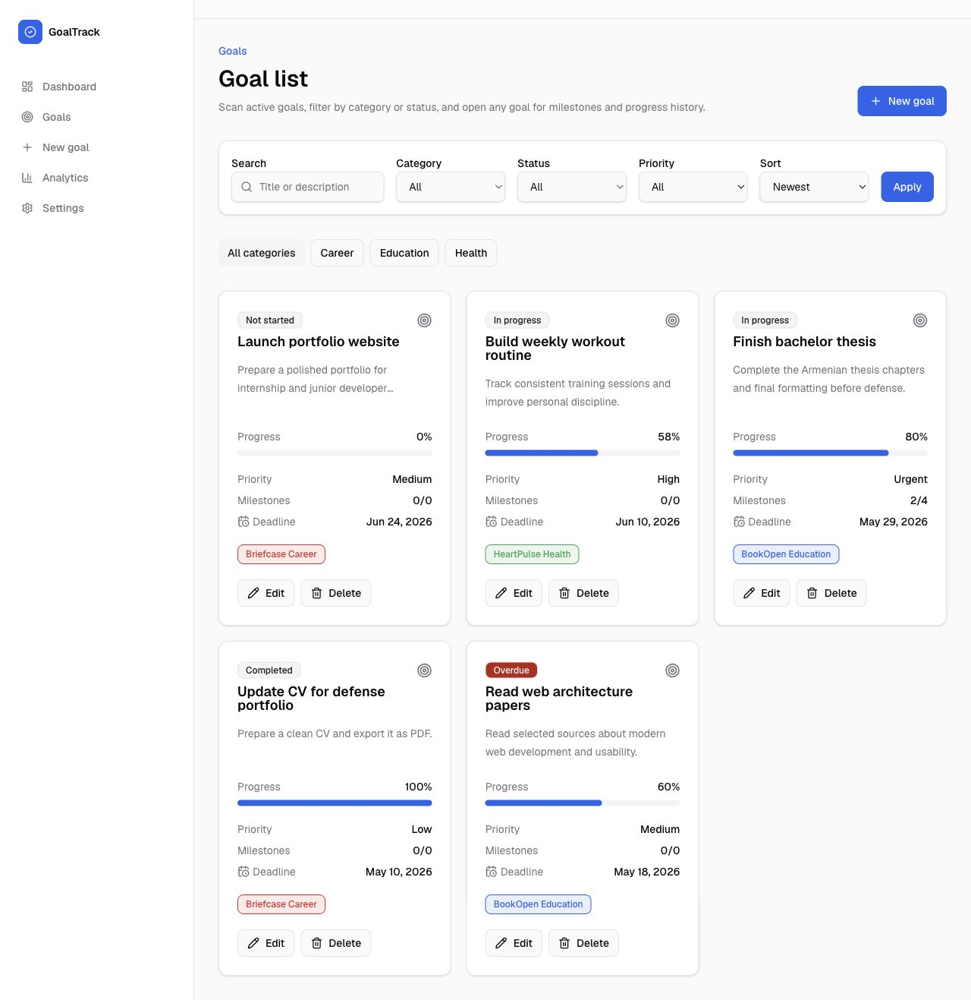 GoalTrack
Dashboard
Goals
New goal
Analytics
Settings
Goals
Goal list
Scan active goals, filter by category or status, and open any goal for milestones and progress history.
New goal
Search
Category
Status
Priority
Sort
Title or description
All
All
All
Newest
Apply
All categories
Career
Education
Health
Not started
Launch portfolio website
Prepare a polished portfolio for
internship and junior developer...
Progress 0%
Priority Medium
Milestones 0/0
Deadline Jun 24, 2026
Briefcase Career
Edit
Delete
In progress
Build weekly workout
routine
Track consistent training sessions and
improve personal discipline.
Progress 58%
Priority High
Milestones 0/0
Deadline Jun 10, 2026
HeartPulse Health
Edit
Delete
In progress
Finish bachelor thesis
Complete the Armenian thesis chapters
and final formatting before defense.
Progress 80%
Priority Urgent
Milestones 2/4
Deadline May 29, 2026
BookOpen Education
Edit
Delete
Completed
Update CV for defense
portfolio
Prepare a clean CV and export it as PDF.
Progress 100%
Priority Low
Milestones 0/0
Deadline May 10, 2026
Briefcase Career
Edit
Delete
Overdue
Read web architecture
papers
Read selected sources about modern
web development and usability.
Progress 60%
Priority Medium
Milestones 0/0
Deadline May 18, 2026
BookOpen Education
Edit
Delete